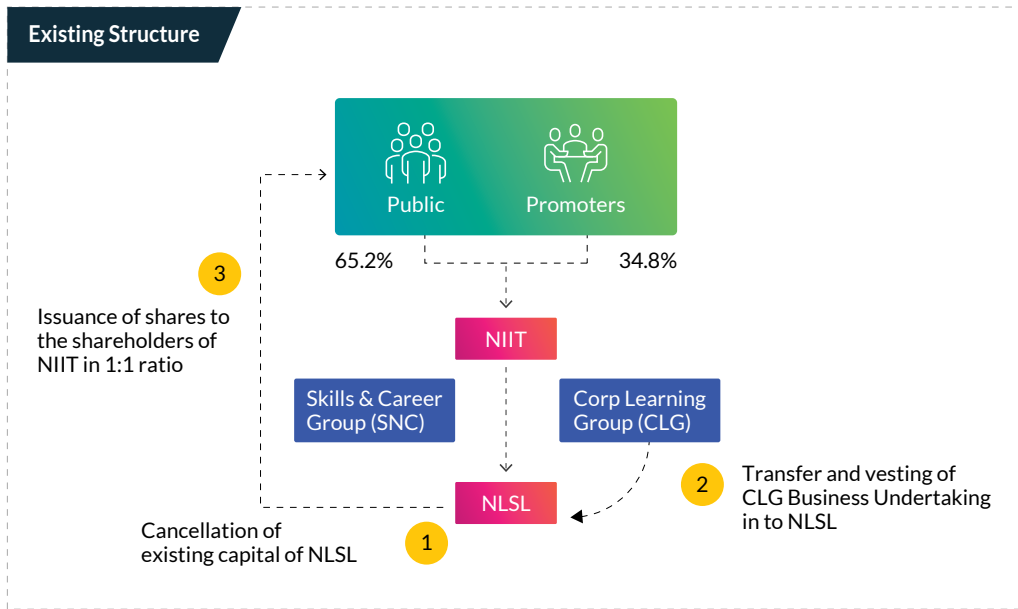 Existing Structure
Public
Promoters
65.2%
34.8%
3
Issuance of shares to
the shareholders of
NIIT in 1:1 ratio
NIIT
Skills & Career
Group (SNC)
Corp Learning
Group (CLG)
2
Transfer and vesting of
CLG Business Undertaking
in to NLSL
NLSL
Cancellation of
existing capital of NLSL
1